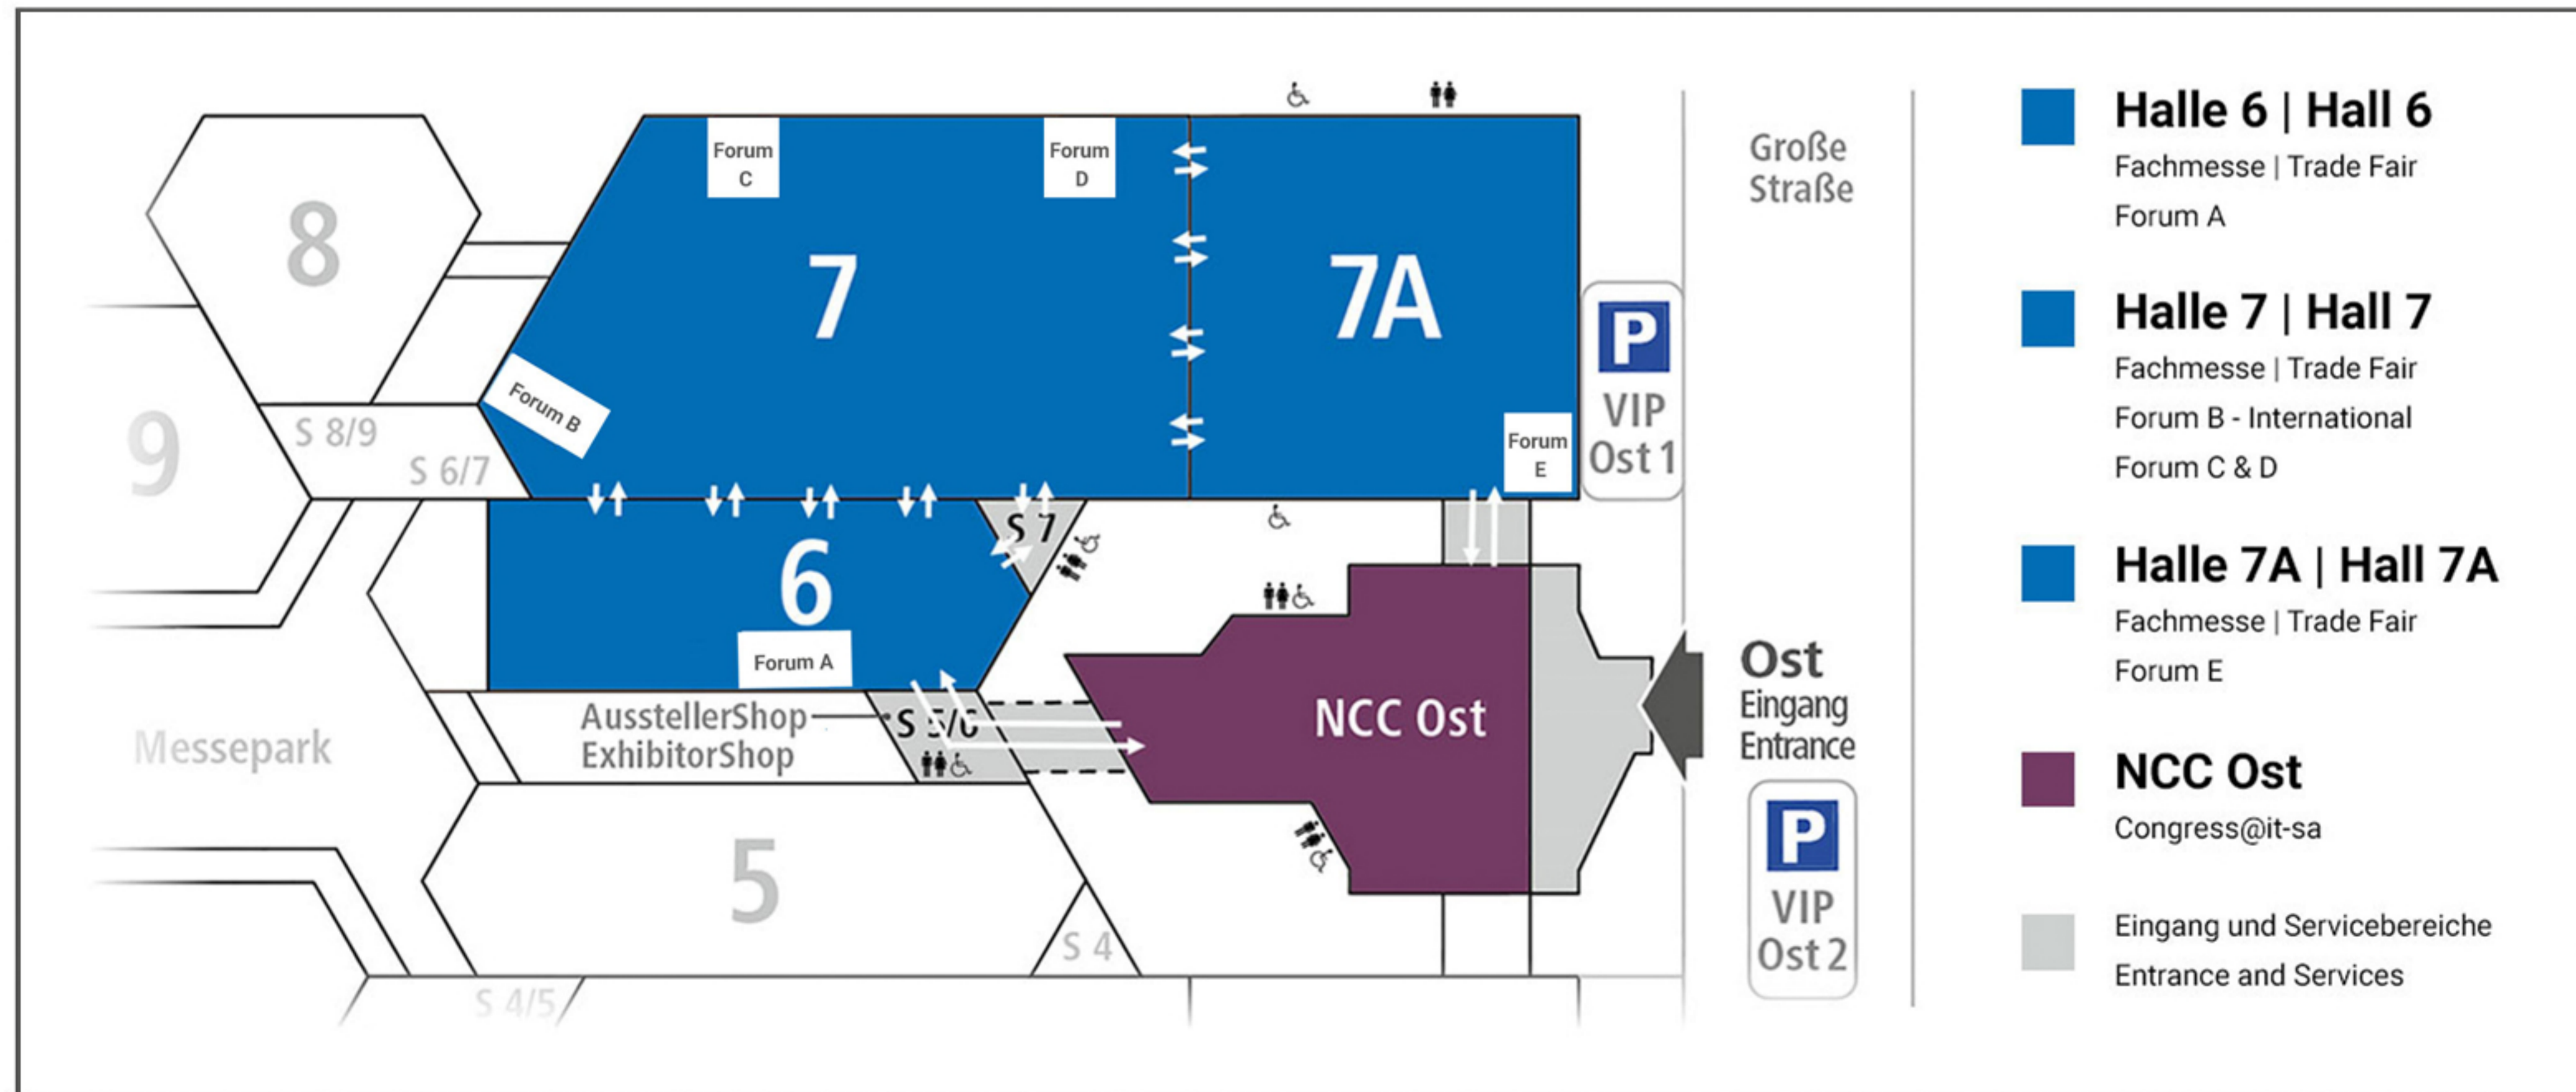 8
9
S 8/9
S 6/7
Forum
C
Forum
D
7
7A
Forum B
Forum
E
6
Forum A
S 7
AusstellerShop
ExhibitorShop
S 5/6
Messepark
5
S 4
S 4/5
NCC Ost
Große
Straße
P
VIP
Ost 1
Ost
Eingang
Entrance
P
VIP
Ost 2
Halle 6 | Hall 6
Fachmesse | Trade Fair
Forum A
Halle 7 | Hall 7
Fachmesse | Trade Fair
Forum B - International
Forum C & D
Halle 7A | Hall 7A
Fachmesse | Trade Fair
Forum E
NCC Ost
Congress@it-sa
Eingang und Servicebereiche
Entrance and Services